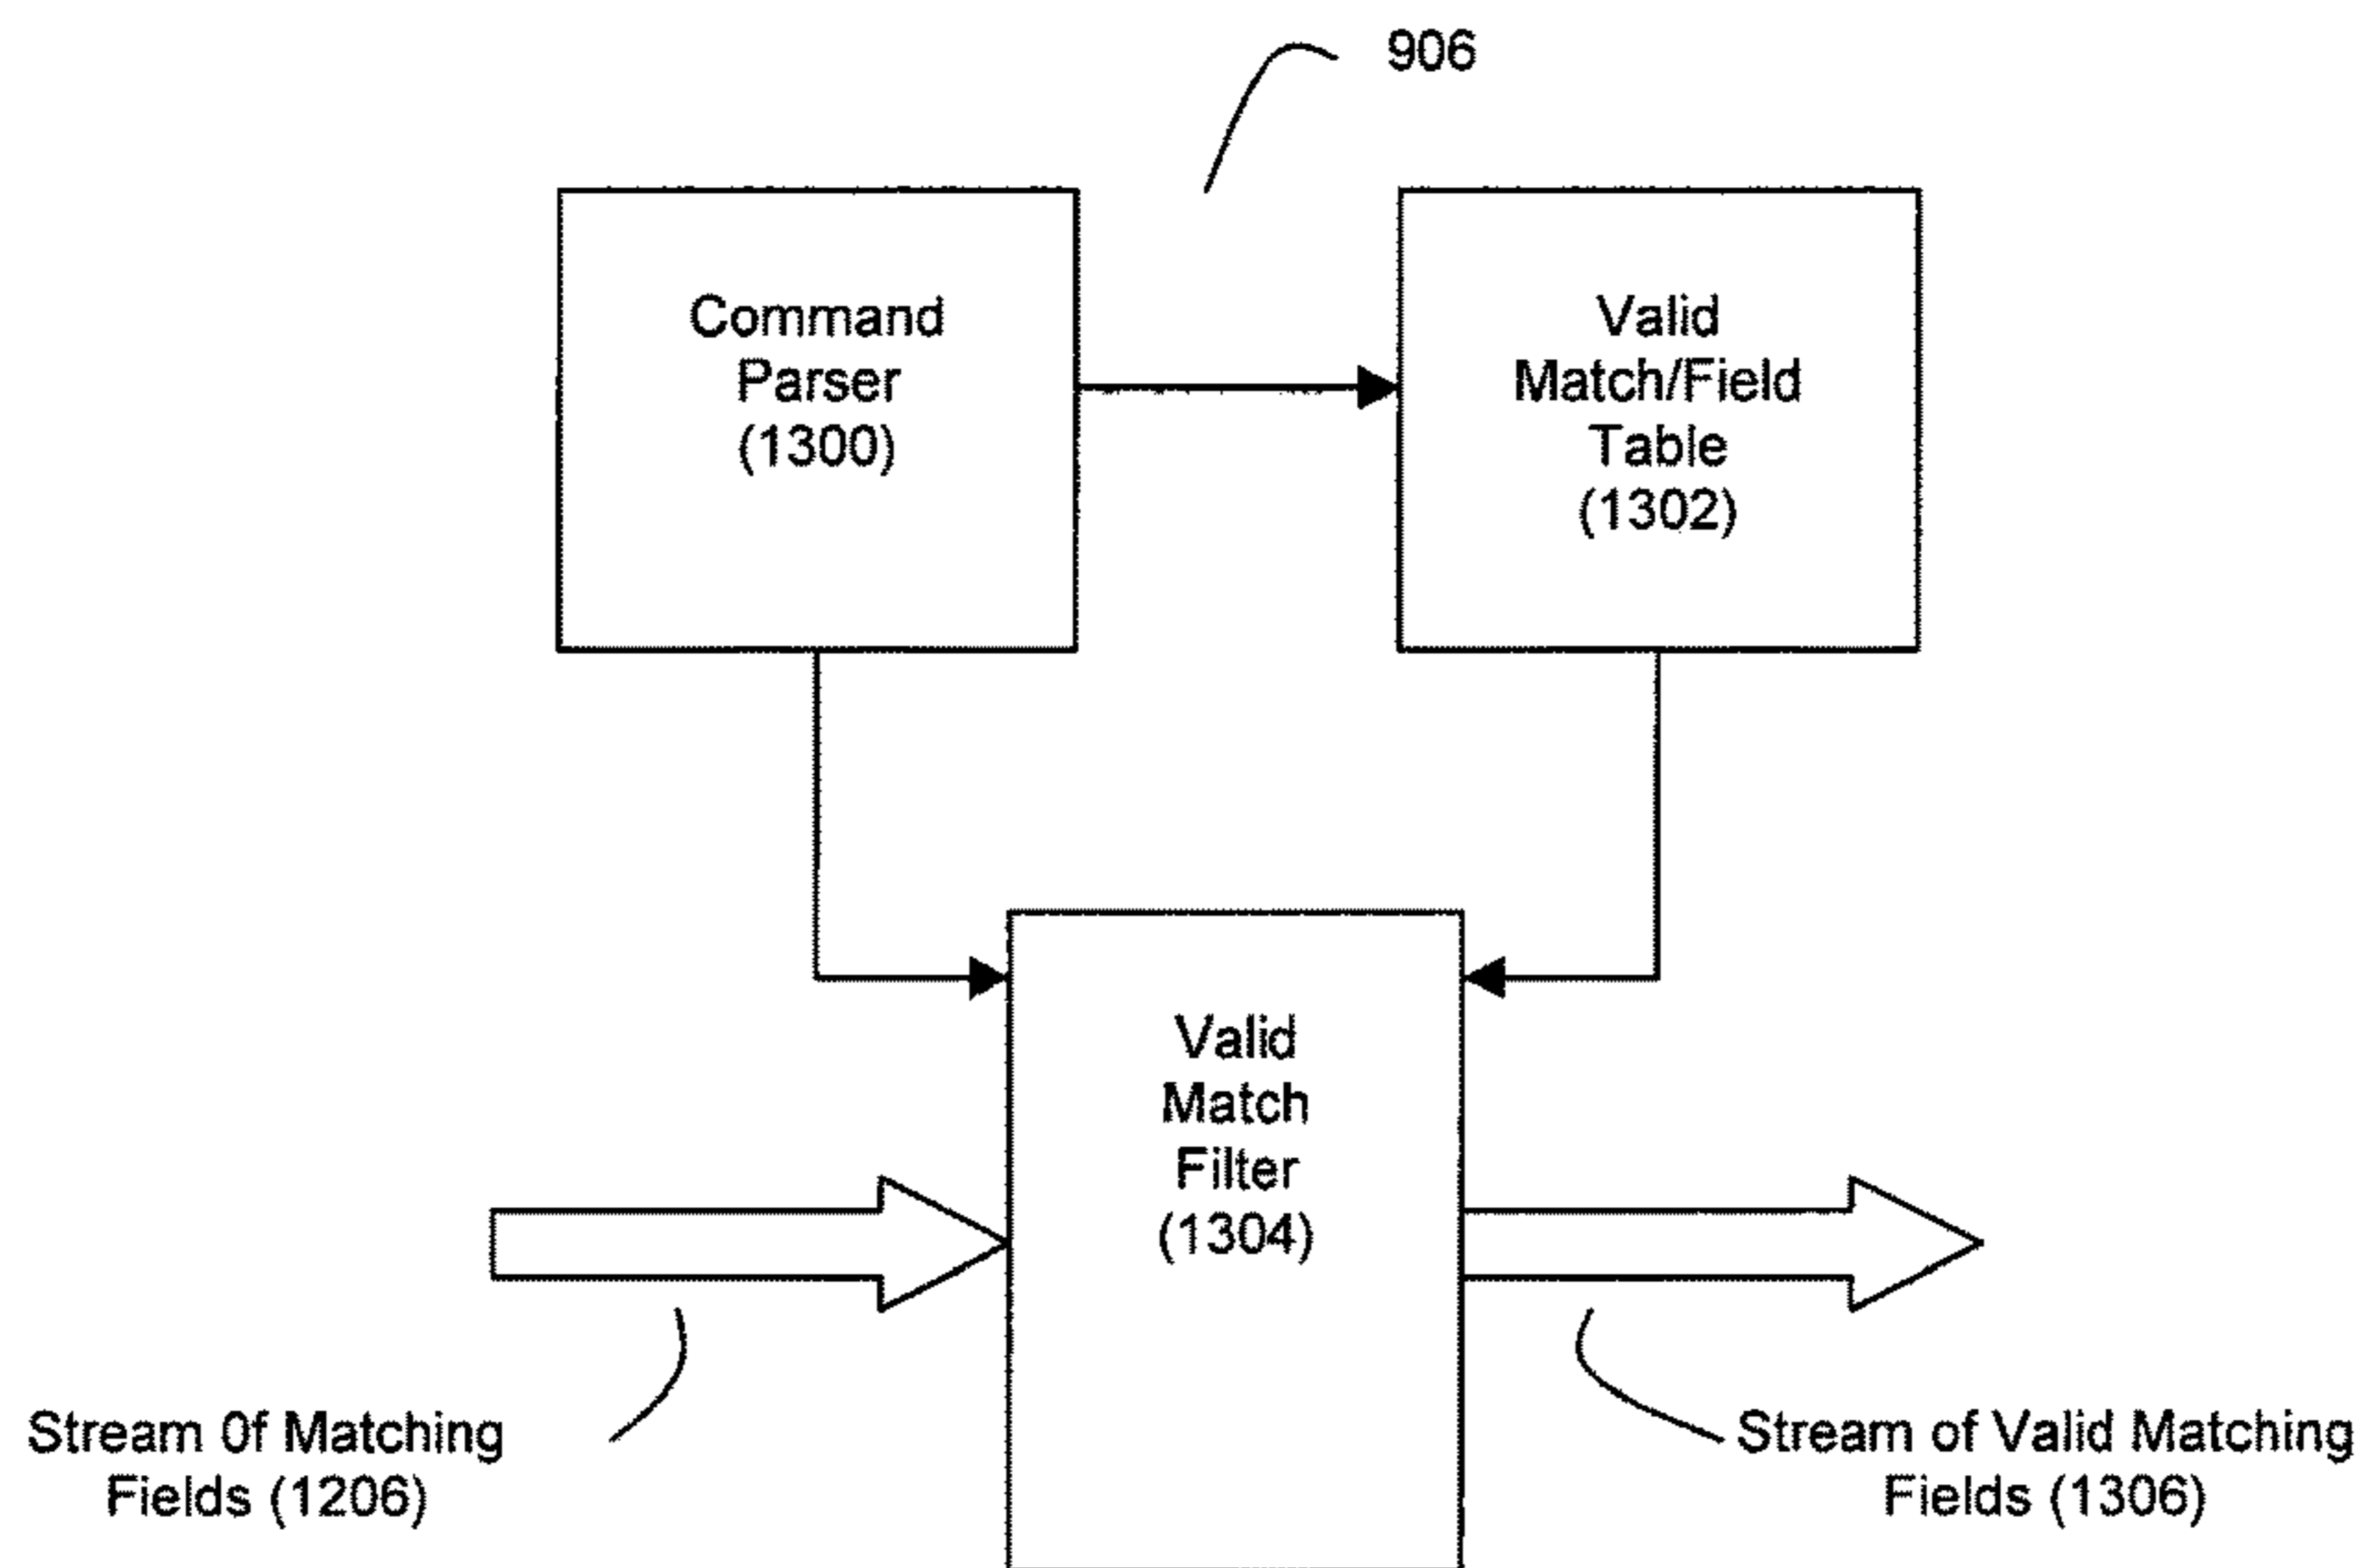 906
Command
Parser
(1300)
Valid
Match/Field
Table
(1302)
Valid
Match
Filter
(1304)
Stream 0f Matching
Fields (1206)
Stream of Valid Matching
Fields (1306)